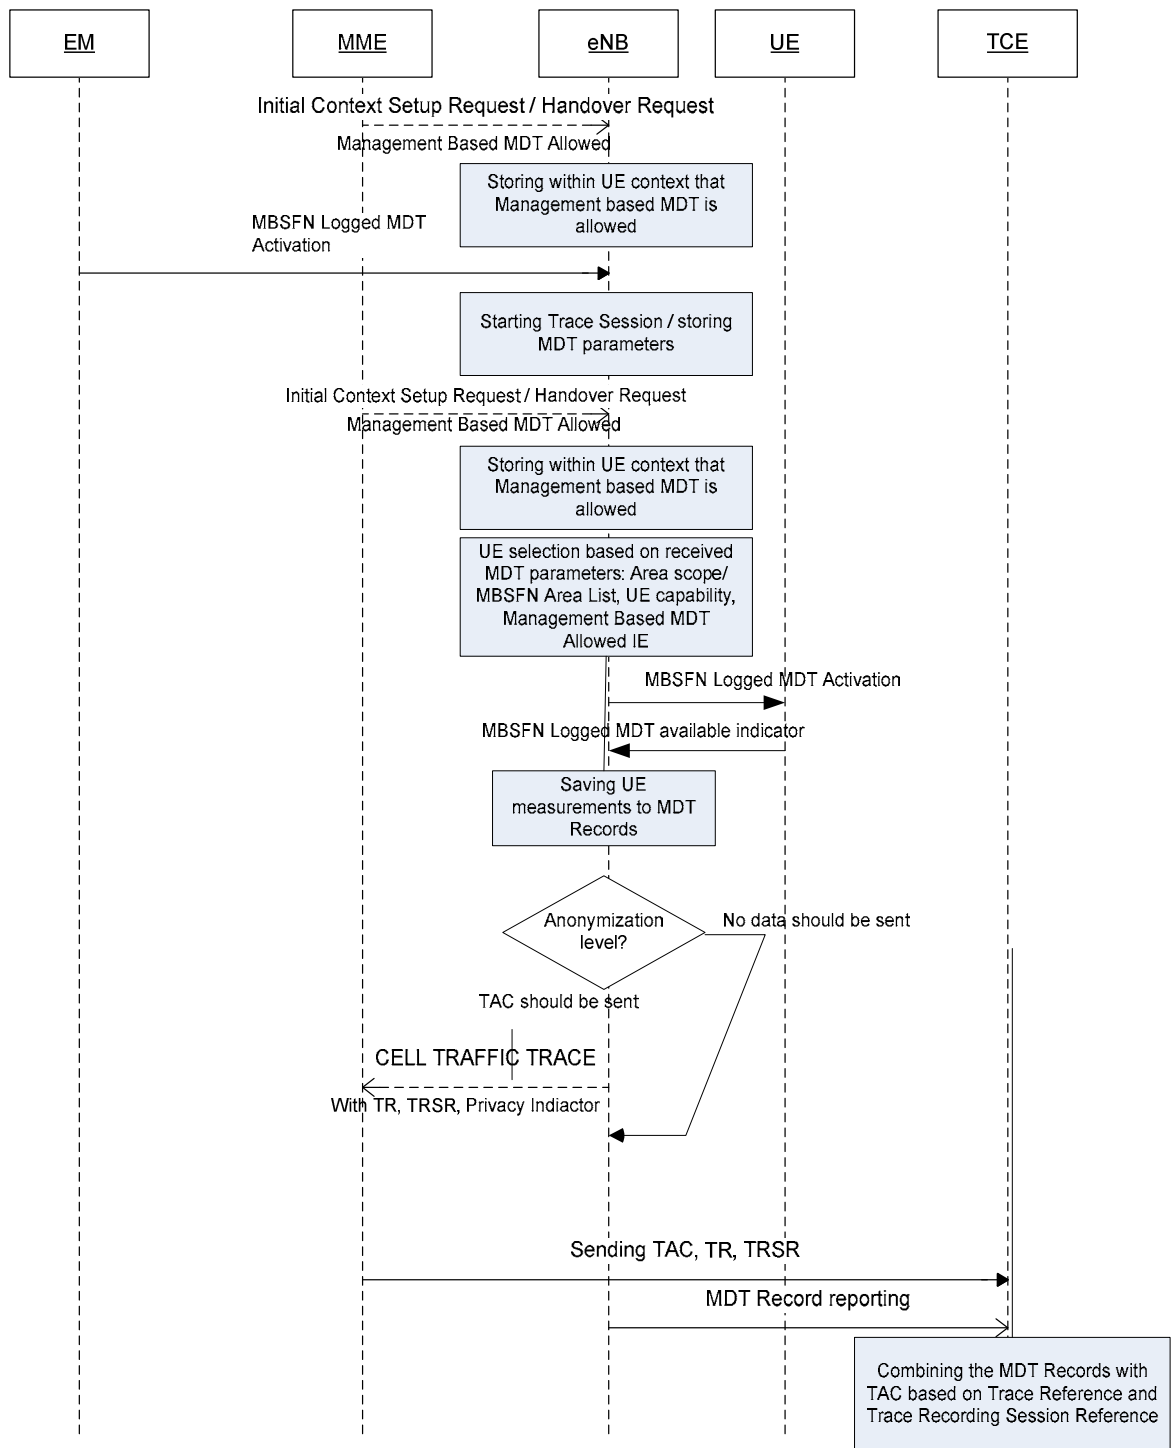 EM
MME
eNB
UE
TCE
Initial Context Setup Request / Handover Request
Management Based MDT Allowed
Storing within UE context that
Management based MDT is
allowed
MBSFN Logged MDT
Activation
Starting Trace Session / storing
MDT parameters
Initial Context Setup Request / Handover Request
Management Based MDT Allowed
Storing within UE context that
Management based MDT is
allowed
UE selection based on received
MDT parameters: Area scope/
MBSFN Area List, UE capability,
Management Based MDT
Allowed IE
MBSFN Logged MDT Activation
MBSFN Logged MDT available indicator
Saving UE
measurements to MDT
Records
Anonymization
level?
No data should be sent
TAC should be sent
CELL TRAFFIC TRACE
With TR, TRSR, Privacy Indiactor
Sending TAC, TR, TRSR
MDT Record reporting
Combining the MDT Records with
TAC based on Trace Reference and
Trace Recording Session Reference